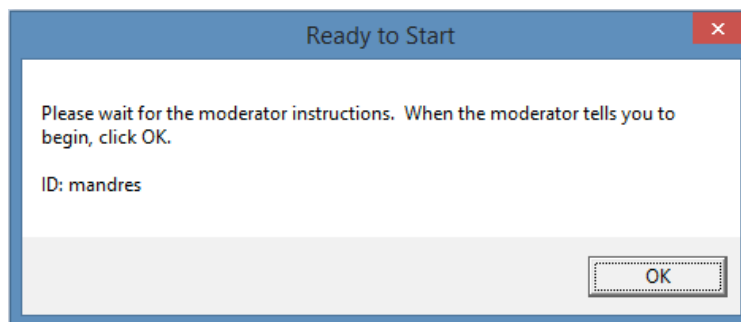 Ready to Start
Please wait for the moderator instructions.  When the moderator tells you to
begin, click OK.
ID: mandres
OK